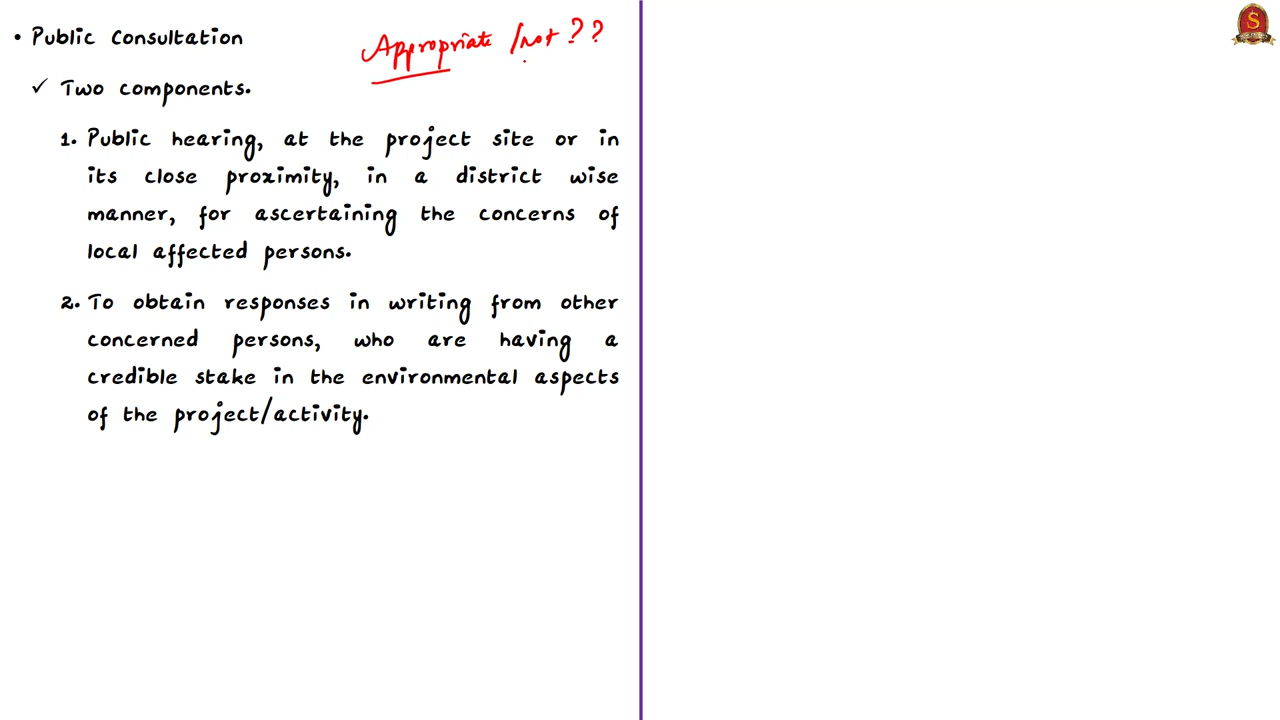 • Public Consultation
Appropriate /not ??
✓ Two components.
1. Public hearing, at the project site or in
its close proximity, in a district wise
manner, for ascertaining the concerns of
local affected persons.
2. To obtain responses in writing from other
concerned persons, who are having a
credible stake in the environmental aspects
of the project/activity.
S